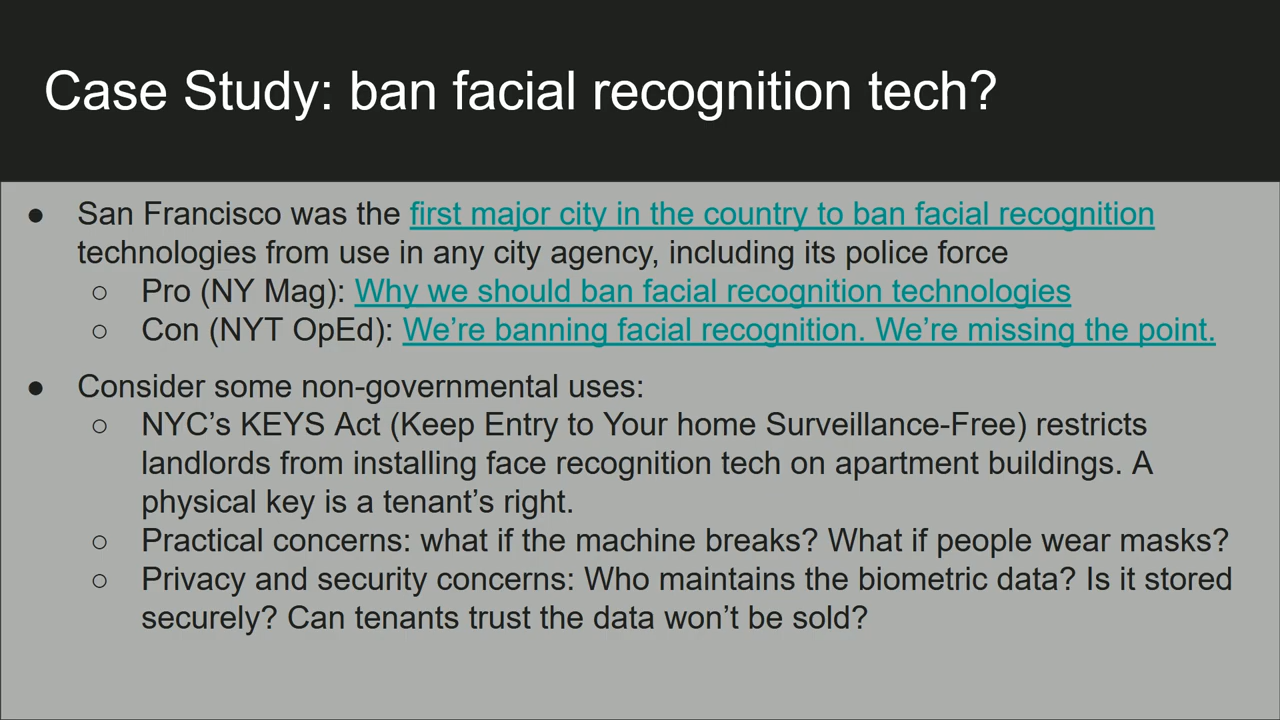 Case Study: ban facial recognition tech?
● San Francisco was the first major city in the country to ban facial recognition
technologies from use in any city agency, including its police force
○ Pro (NY Mag): Why we should ban facial recognition technologies
○ Con (NYT OpEd): We’re banning facial recognition. We’re missing the point.
● Consider some non-governmental uses:
○ NYC’s KEYS Act (Keep Entry to Your home Surveillance-Free) restricts
landlords from installing face recognition tech on apartment buildings. A
physical key is a tenant’s right.
○ Practical concerns: what if the machine breaks? What if people wear masks?
○ Privacy and security concerns: Who maintains the biometric data? Is it stored
securely? Can tenants trust the data won’t be sold?